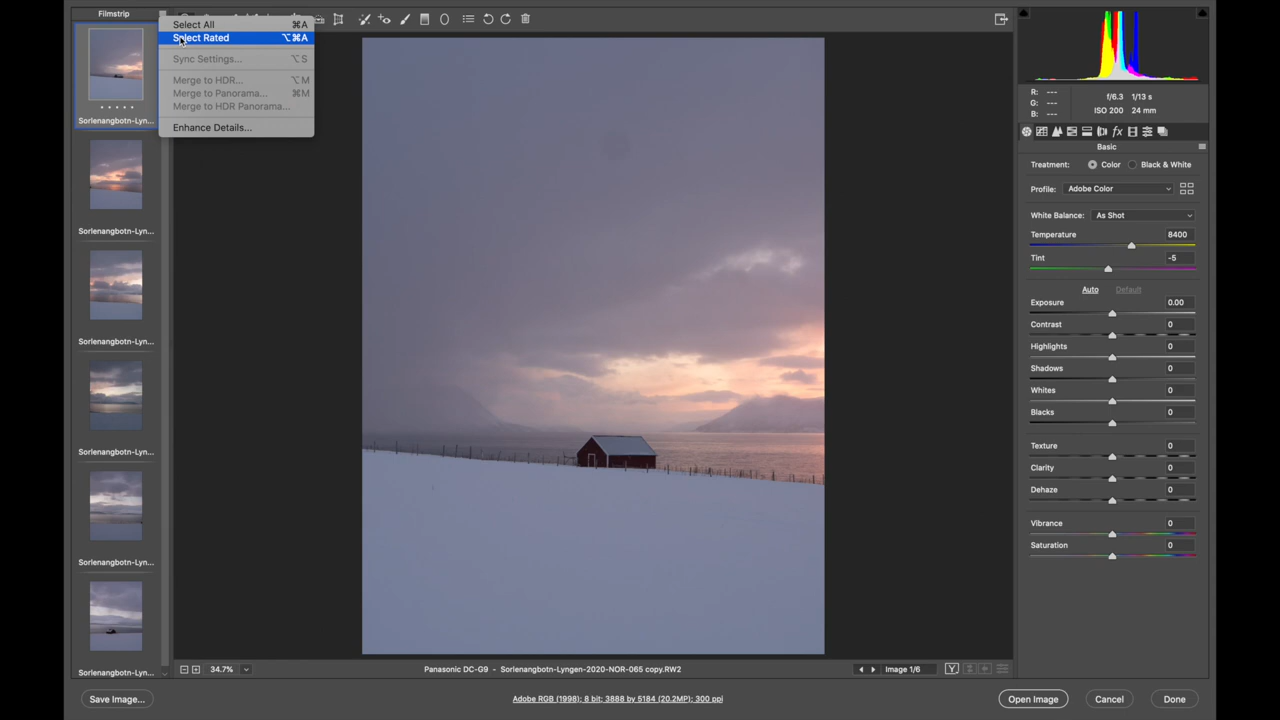 Filmstrip
Select All ⌘A
Select Rated ⌥⌘A
Sync Settings... ⌥S
Merge to HDR... ⌥M
Merge to Panorama... ⌘M
Merge to HDR Panorama...
Enhance Details...
Sorlenangbotn-Lyn...
Sorlenangbotn-Lyn...
Sorlenangbotn-Lyn...
Sorlenangbotn-Lyn...
Sorlenangbotn-Lyn...
Sorlenangbotn-Lyn...
34.7%
Panasonic DC-G9 - Sorlenangbotn-Lyngen-2020-NOR-065 copy.RW2
Image 1/6
Y
Save Image...
Adobe RGB (1998); 8 bit; 3888 by 5184 (20.2MP); 300 ppi
Open Image
Cancel
Done
R: ---
G: ---
B: ---
f/6.3 1/13 s
ISO 200 24 mm
fx
Basic
Treatment: Color Black & White
Profile: Adobe Color
White Balance: As Shot
Temperature 8400
Tint -5
Auto Default
Exposure 0.00
Contrast 0
Highlights 0
Shadows 0
Whites 0
Blacks 0
Texture 0
Clarity 0
Dehaze 0
Vibrance 0
Saturation 0